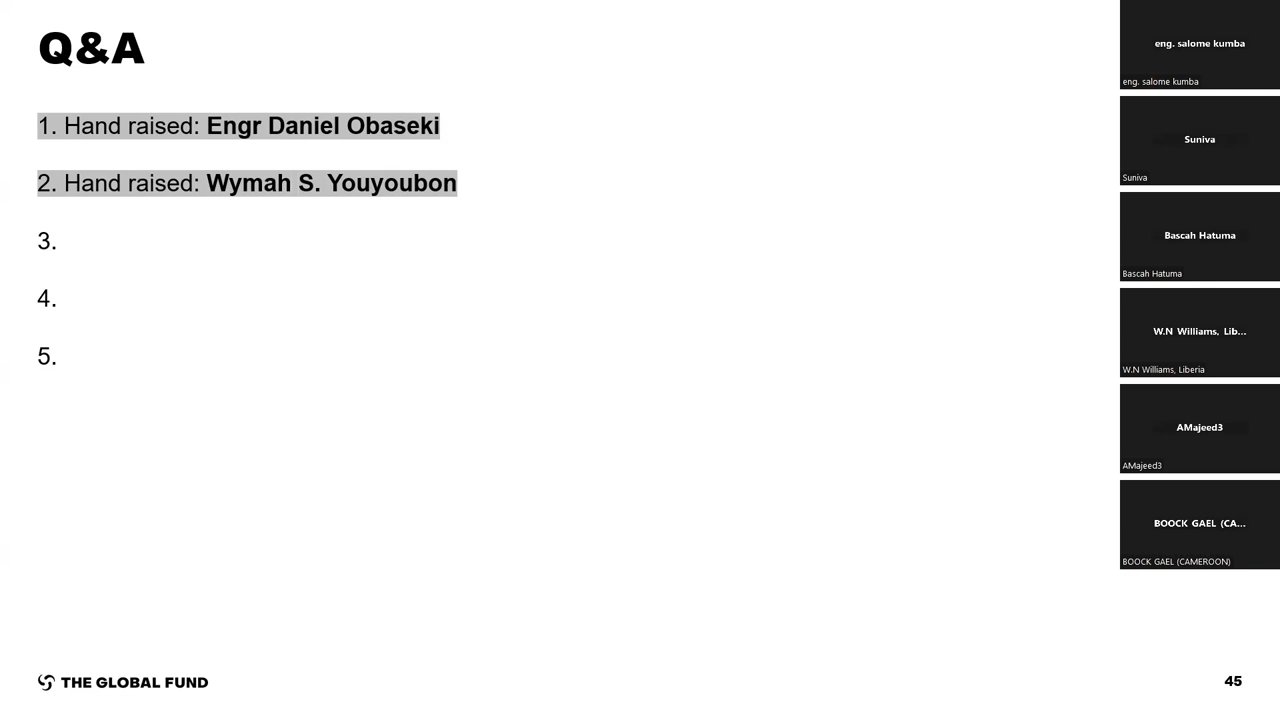 Q&A
1. Hand raised: Engr Daniel Obaseki
2. Hand raised: Wymah S. Youyoubon
3.
4.
5.
THE GLOBAL FUND
45
eng. salome kumba
eng. salome kumba
Suniva
Suniva
Bascah Hatuma
Bascah Hatuma
W.N Williams, Lib...
W.N Williams, Liberia
AMajeed3
AMajeed3
BOOCK GAEL (CA...
BOOCK GAEL (CAMEROON)